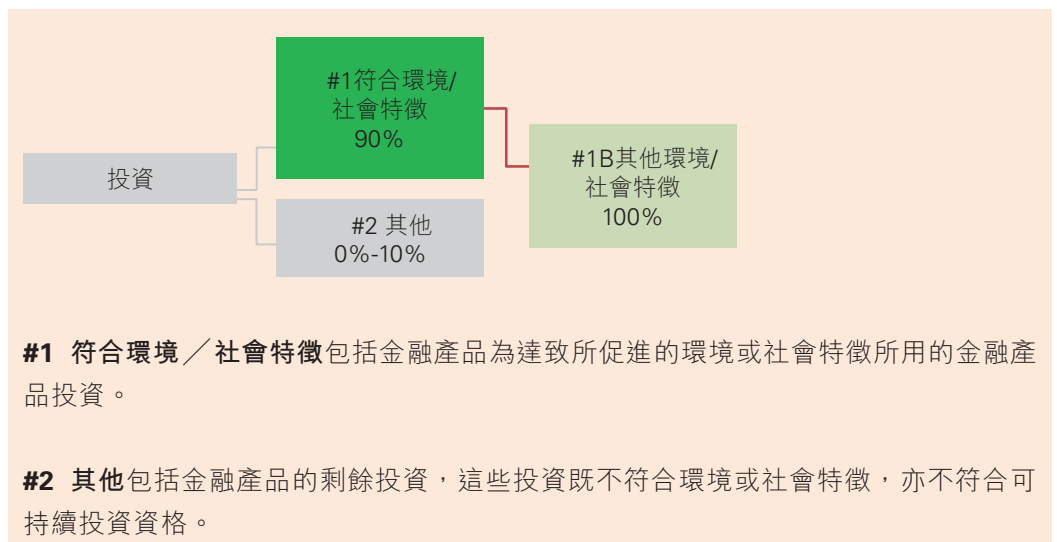 #1符合環境/
社會特徵
90%
#1B其他環境/
社會特徵
100%
投資
#2 其他
0%-10%
#1 符合環境／社會特徵包括金融產品為達致所促進的環境或社會特徵所用的金融產
品投資。
#2 其他包括金融產品的剩餘投資，這些投資既不符合環境或社會特徵，亦不符合可
持續投資資格。